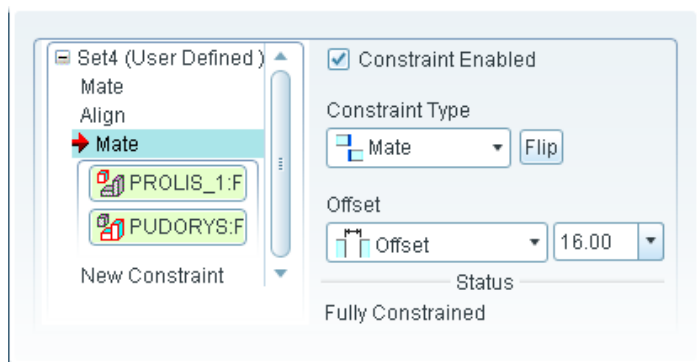 Set4 (User Defined )
Mate
Align
Mate
PROLIS_1:F
PUDORYS:F
New Constraint
Constraint Enabled
Constraint Type
Mate
Flip
Offset
Offset
16.00
Status
Fully Constrained